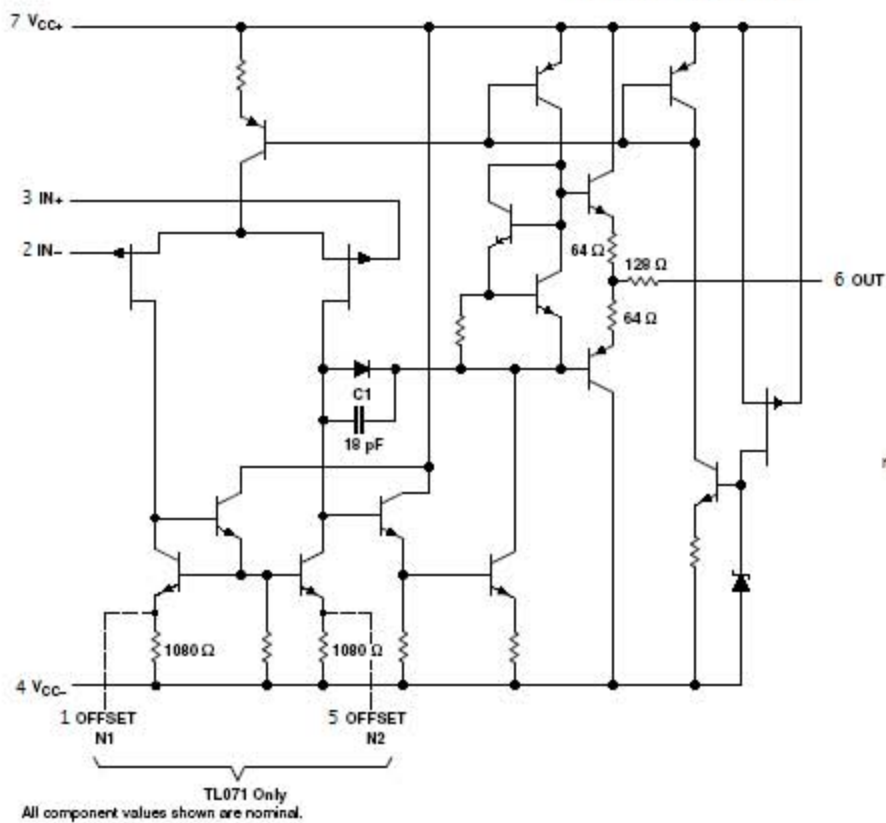 7 VCC+
3 IN+
2 IN−
64 Ω
128 Ω
6 OUT
64 Ω
C1
18 pF
1080 Ω
1080 Ω
4 VCC−
1 OFFSET
N1
5 OFFSET
N2
TL071 Only
All component values shown are nominal.